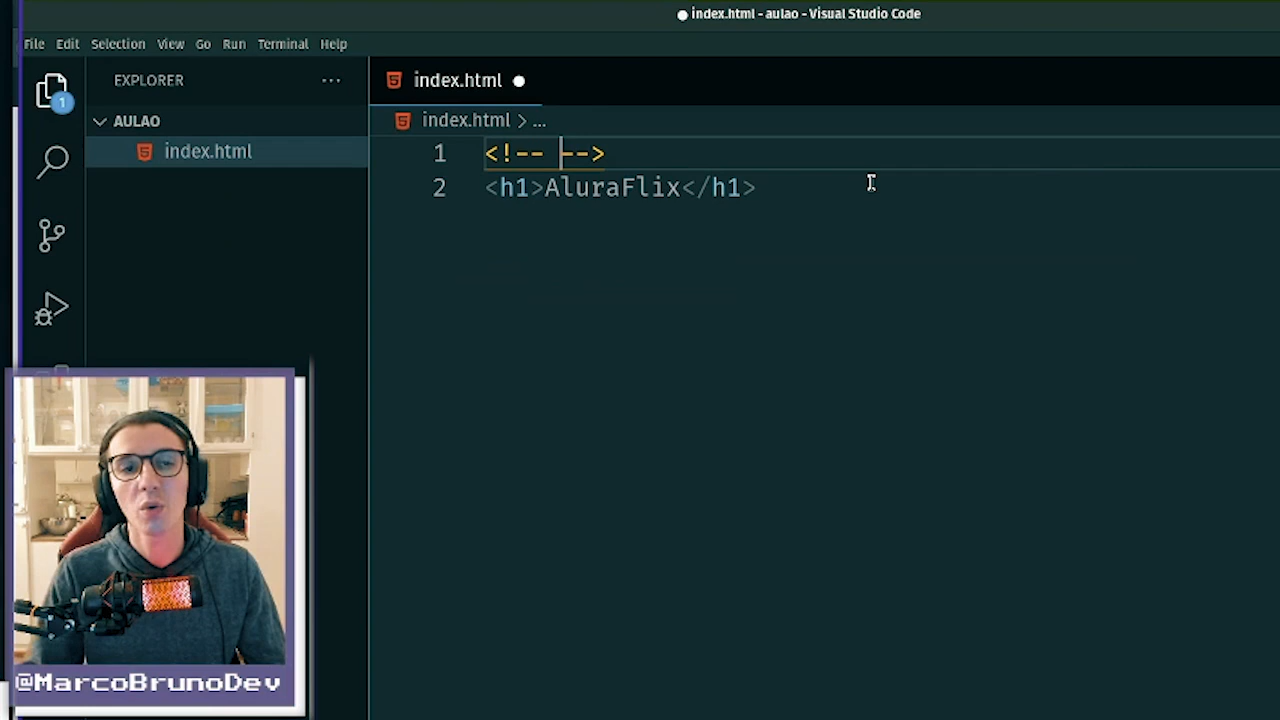 index.html - aulao - Visual Studio Code
File Edit Selection View Go Run Terminal Help
EXPLORER ...
index.html
1
AULAO
index.html
index.html > ...
1 <!-- -->
2 <h1>AluraFlix</h1>
@MarcoBrunoDev